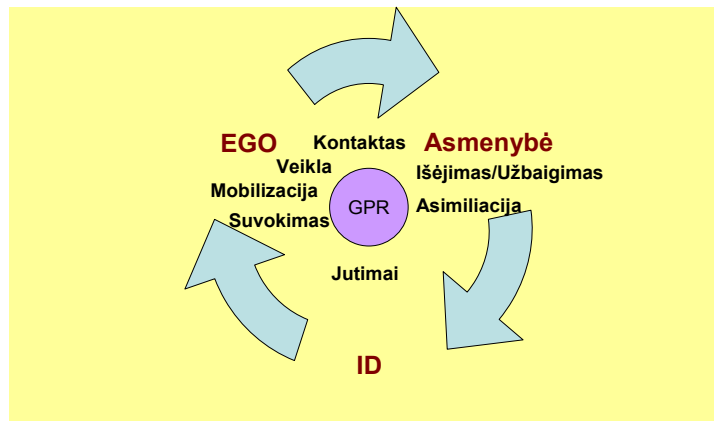 EGO
Kontaktas
Asmenybė
Veikla
Išėjimas/Užbaigimas
Mobilizacija
GPR
Asimiliacija
Suvokimas
Jutimai
ID